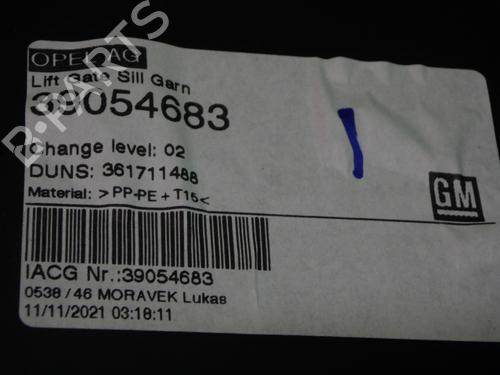 OPEL AG
Lift Gate Sill Garn
39054683
Change level: 02
DUNS: 361711488
Material: >PP-PE+T15<
GM
IACG Nr.:39054683
0538/46 MORAVEK Lukas
11/11/2021 03:18:11
B-PARTS